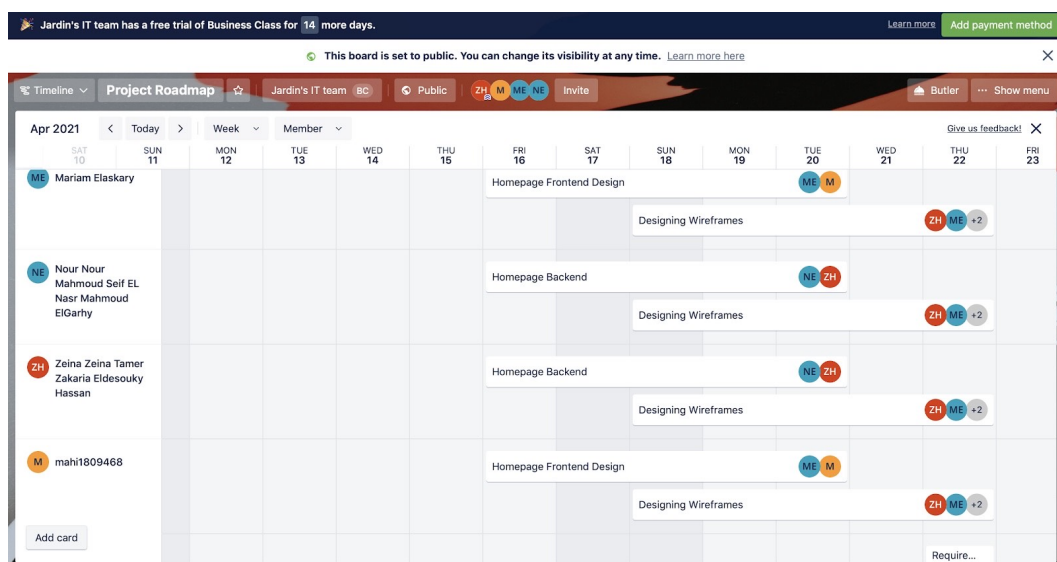 Jardin's IT team has a free trial of Business Class for 14 more days.
Learn more
Add payment method
This board is set to public. You can change its visibility at any time. Learn more here
Timeline
Project Roadmap
Jardin's IT team BC
Public
ZH M ME NE
Invite
Butler
··· Show menu
Apr 2021
Today
Week
Member
Give us feedback!
SAT SUN MON TUE WED THU FRI SAT SUN MON TUE WED THU FRI
10 11 12 13 14 15 16 17 18 19 20 21 22 23
ME Mariam Elaskary
Homepage Frontend Design ME M
Designing Wireframes ZH ME +2
NE Nour Nour
Mahmoud Seif EL
Nasr Mahmoud
ElGarhy
Homepage Backend NE ZH
Designing Wireframes ZH ME +2
ZH Zeina Zeina Tamer
Zakaria Eldesouky
Hassan
Homepage Backend NE ZH
Designing Wireframes ZH ME +2
M mahi1809468
Homepage Frontend Design ME M
Designing Wireframes ZH ME +2
Add card
Require...